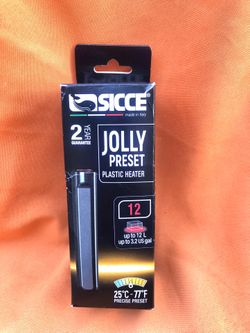 SICCE
made in Italy
2 YEAR
GUARANTEE
JOLLY
PRESET
PLASTIC HEATER
12
up to 12 L
up to 3.2 US gal
25°C - 77°F
PRECISE PRESET